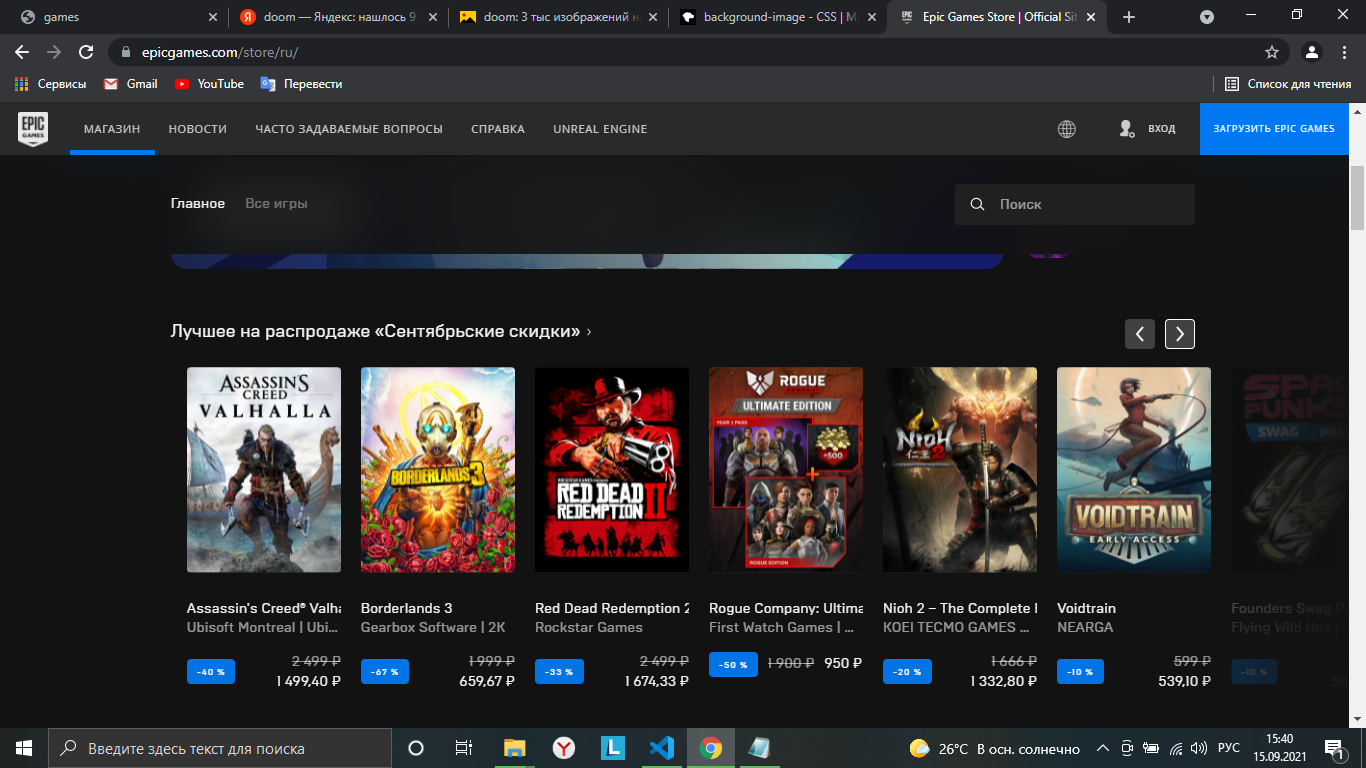 games
doom — Яндекс: нашлось 9
doom: 3 тыс изображений н
background-image - CSS | M
Epic Games Store | Official Sit
epicgames.com/store/ru/
Сервисы
Gmail
YouTube
Перевести
Список для чтения
EPIC
GAMES
МАГАЗИН
НОВОСТИ
ЧАСТО ЗАДАВАЕМЫЕ ВОПРОСЫ
СПРАВКА
UNREAL ENGINE
ВХОД
ЗАГРУЗИТЬ EPIC GAMES
Главное
Все игры
Поиск
Лучшее на распродаже «Сентябрьские скидки»
ASSASSIN'S
CREED
VALHALLA
BORDERLANDS 3
RED DEAD
REDEMPTION II
ROGUE
COMPANY
ULTIMATE EDITION
YEAR 1 PASS
+500
ROGUE EDITION
NIOH 2
仁王
VOIDTRAIN
EARLY ACCESS
SPACE
PUNKS
SWAG PACK
Assassin's Creed® Valha
Ubisoft Montreal | Ubi...
-40 %
2 499 ₽
1 499,40 ₽
Borderlands 3
Gearbox Software | 2K
-67 %
1 999 ₽
659,67 ₽
Red Dead Redemption 2
Rockstar Games
-33 %
2 499 ₽
1 674,33 ₽
Rogue Company: Ultima
First Watch Games | ...
-50 %
1 900 ₽
950 ₽
Nioh 2 – The Complete
KOEI TECMO GAMES ...
-20 %
1 666 ₽
1 332,80 ₽
Voidtrain
NEARGA
-10 %
599 ₽
539,10 ₽
Founders Swag P
Flying Wild Hog |
-10 %
Введите здесь текст для поиска
L
26°C В осн. солнечно
РУС
15:40
15.09.2021
1